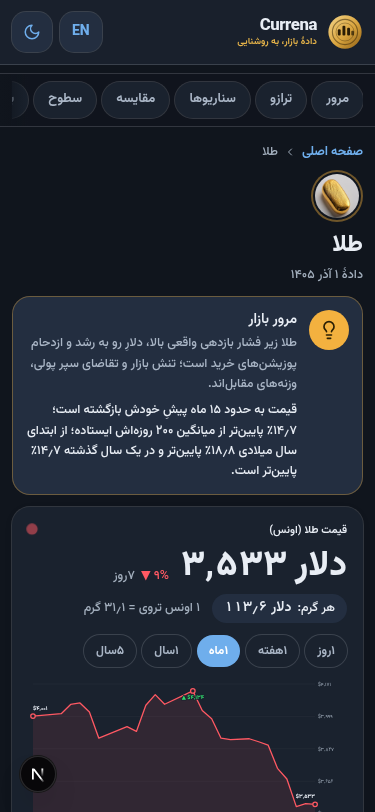 Currena
دادهٔ بازار، به روشنایی
EN
مرور
ترازو
سناریوها
مقایسه
سطوح
صفحه اصلی
طلا
طلا
دادهٔ ۱ آذر ۱۴۰۵
مرور بازار
طلا زیر فشار بازدهی واقعی بالا، دلارِ رو به رشد و ازدحام
پوزیشن‌های خرید است؛ تنش بازار و تقاضای سپر پولی،
وزنه‌های مقابل‌اند.
قیمت به حدود ۱۵ ماه پیشِ خودش بازگشته است؛
۱۴٫۷٪ پایین‌تر از میانگین ۲۰۰ روزه‌اش ایستاده؛ از ابتدای
سال میلادی ۱۸٫۸٪ پایین‌تر و در یک سال گذشته ۱۴٫۷٪
پایین‌تر است.
قیمت طلا (اونس)
۳٬۵۳۳ دلار
▼ ۹%
۷روز
هر گرم: ۱۱۳٫۶ دلار
۱ اونس تروی = ۳۱٫۱ گرم
۱روز
۱هفته
۱ماه
۱سال
۵سال
$۳٬۵۳۳
N